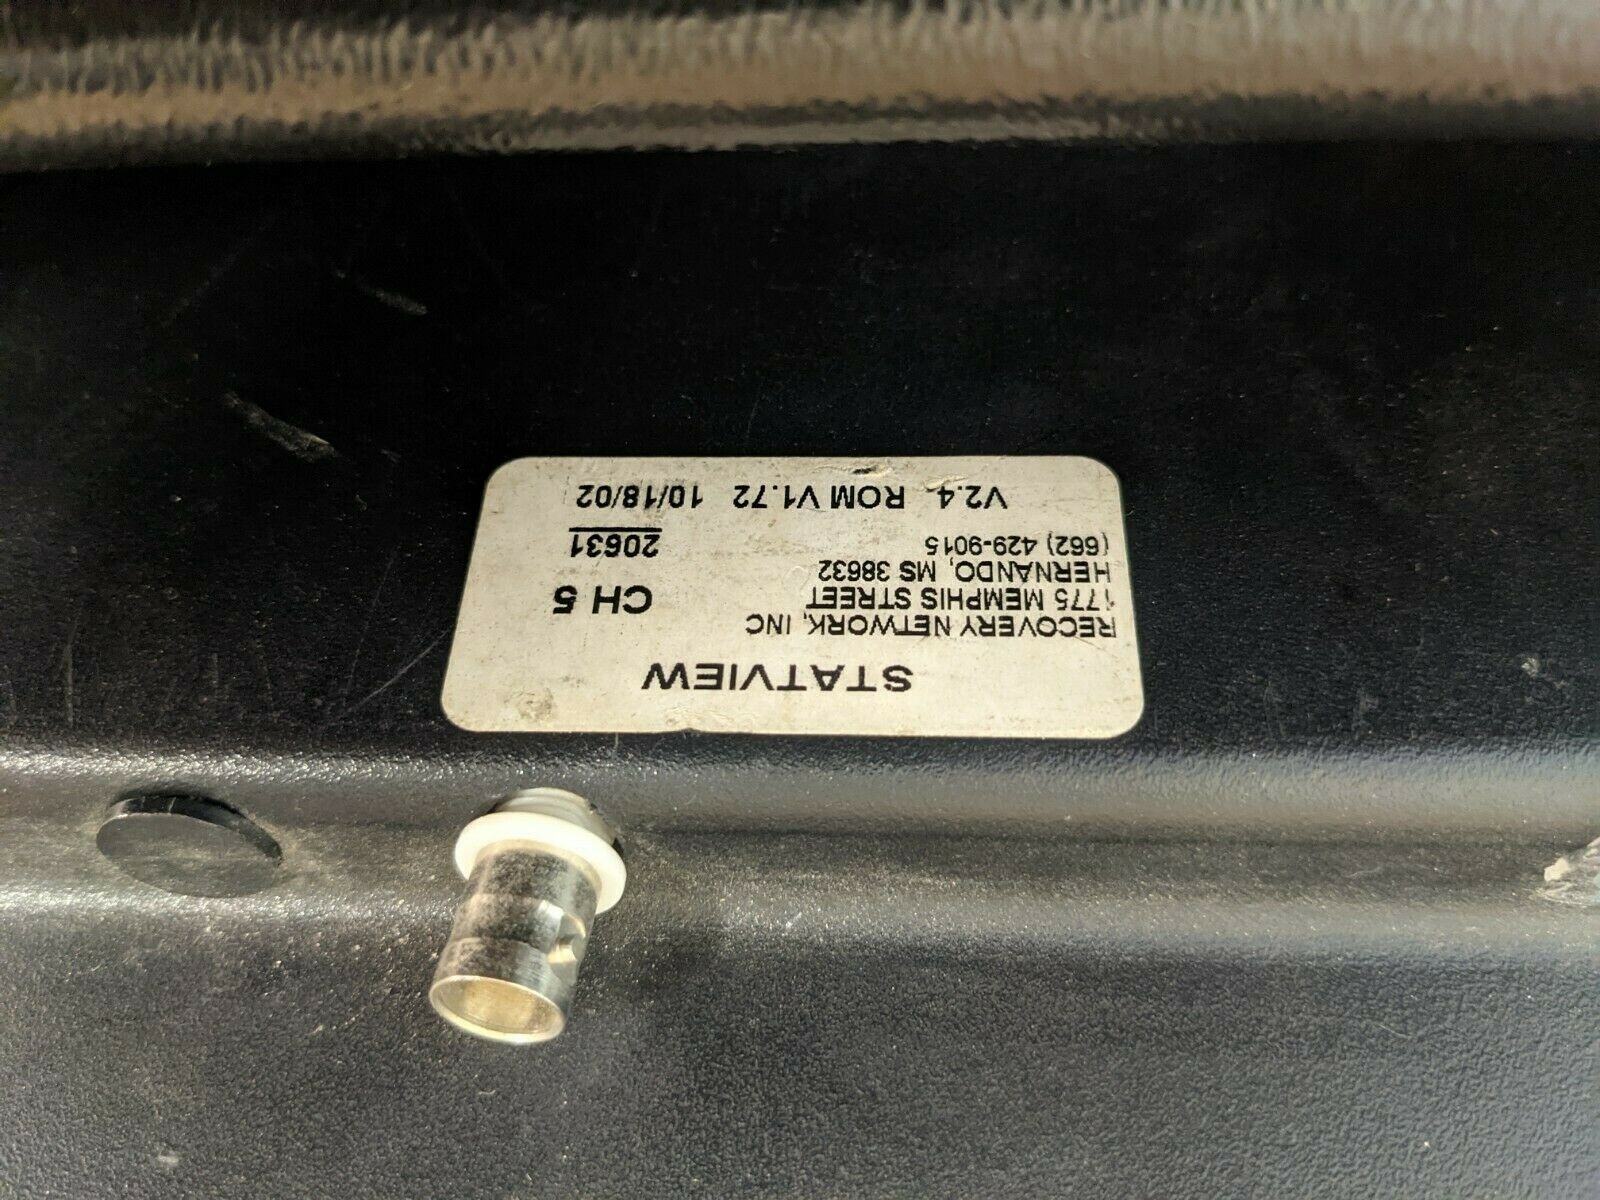 STATVIEW
RECOVERY NETWORK, INC
1775 MEMPHIS STREET
HERNANDO, MS 38632
(662) 429-9015
CH 5
20631
V2.4 ROM V1.72 10/18/02